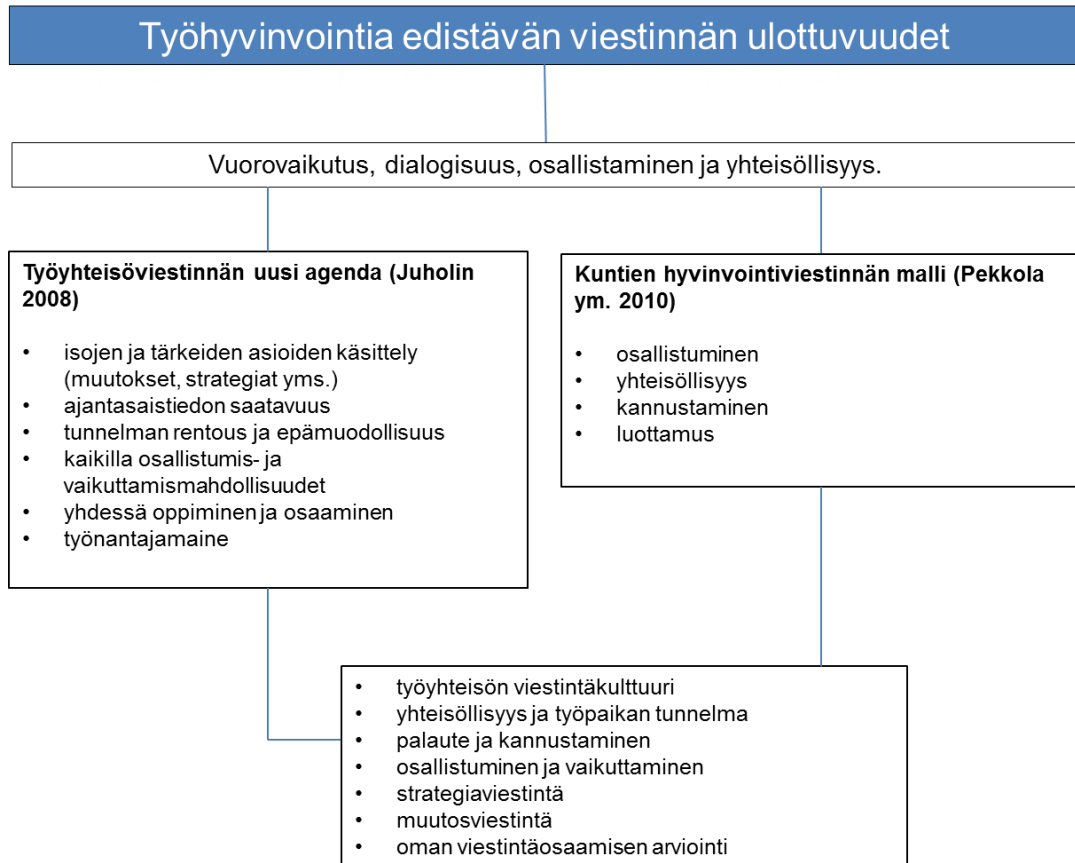 Työhyvinvointia edistävän viestinnän ulottuvuudet
Vuorovaikutus, dialogisuus, osallistaminen ja yhteisöllisyys.
Työyhteisöviestinnän uusi agenda (Juholin
2008)
• isojen ja tärkeiden asioiden käsittely
(muutokset, strategiat yms.)
• ajantasaistiedon saatavuus
• tunnelman rentous ja epämuodollisuus
• kaikilla osallistumis- ja
vaikuttamismahdollisuudet
• yhdessä oppiminen ja osaaminen
• työnantajamaine
Kuntien hyvinvointiviestinnän malli (Pekkola
ym. 2010)
• osallistuminen
• yhteisöllisyys
• kannustaminen
• luottamus
• työyhteisön viestintäkulttuuri
• yhteisöllisyys ja työpaikan tunnelma
• palaute ja kannustaminen
• osallistuminen ja vaikuttaminen
• strategiaviestintä
• muutosviestintä
• oman viestintäosaamisen arviointi